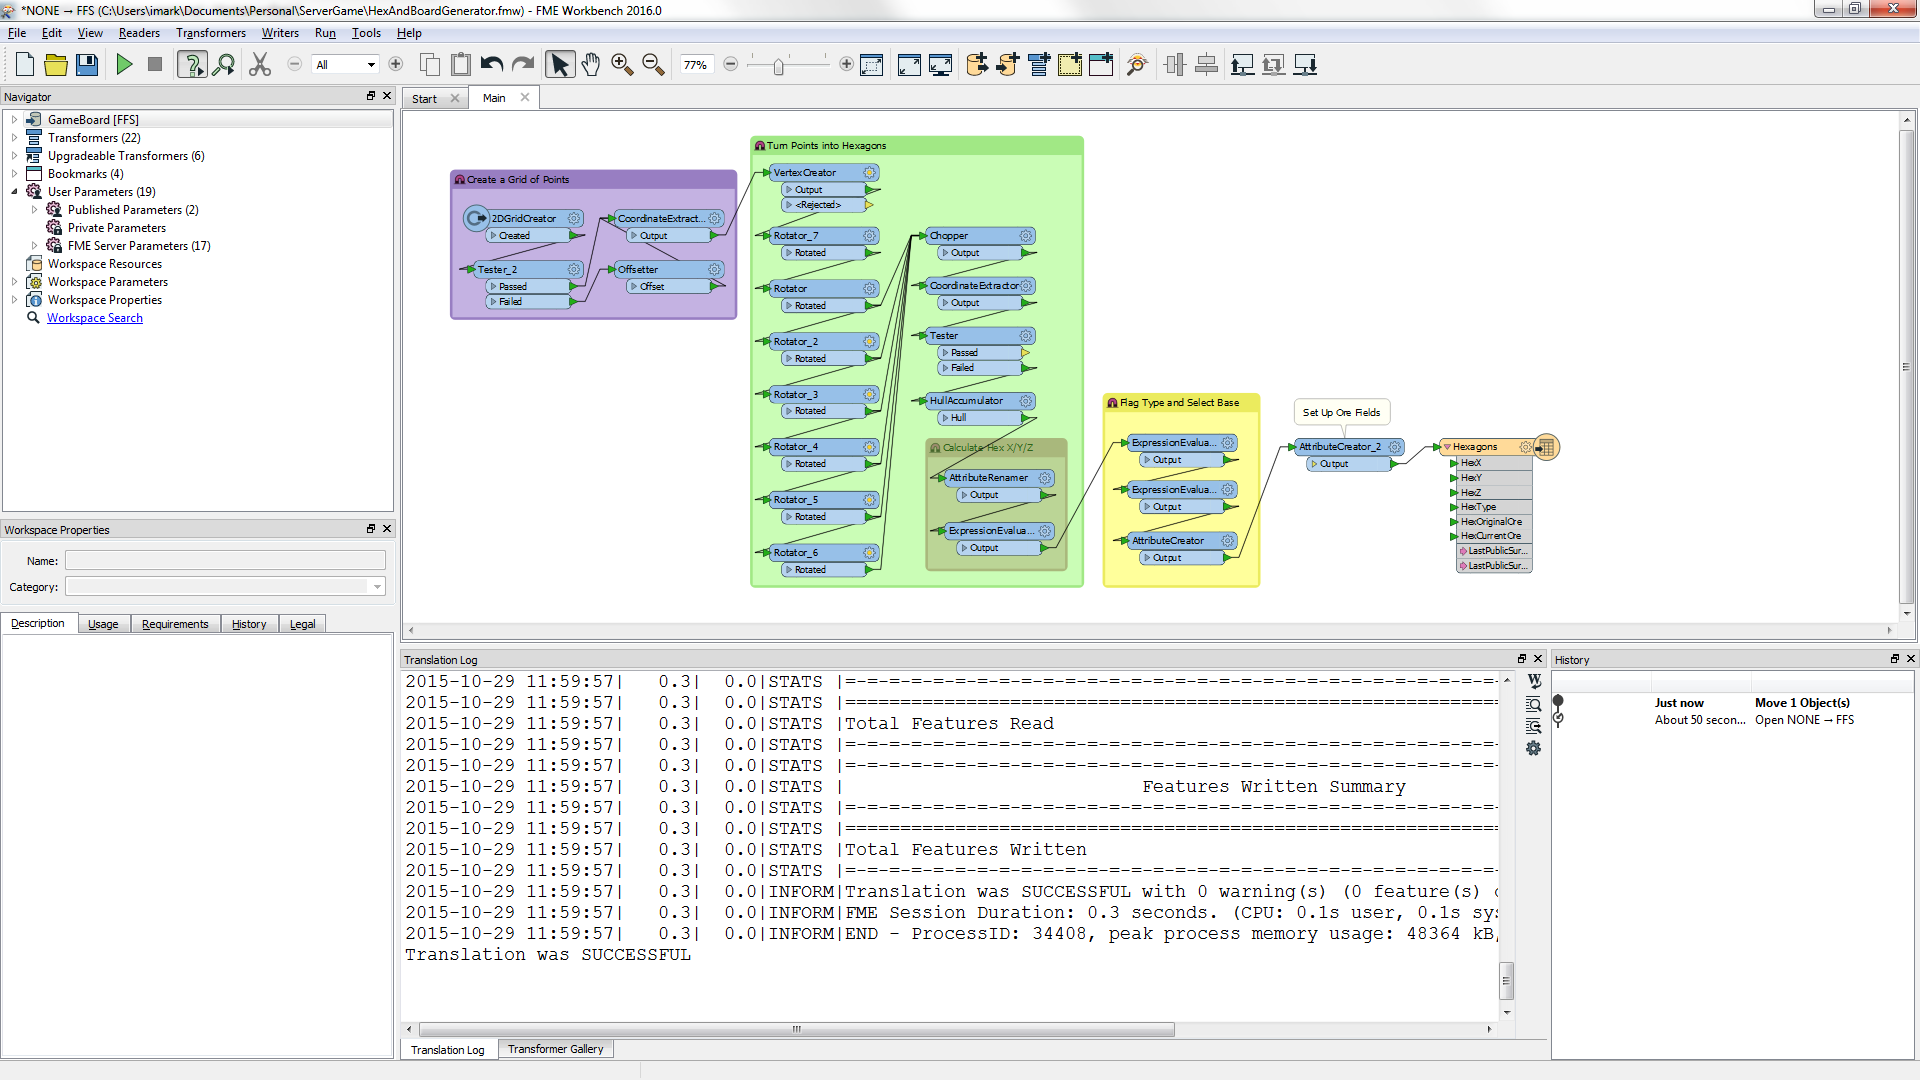 *NONE → FFS (C:\Users\imark\Documents\Personal\ServerGame\HexAndBoardGenerator.fmw) - FME Workbench 2016.0
File Edit View Readers Transformers Writers Run Tools Help
All
77%
Navigator
GameBoard [FFS]
Transformers (22)
Upgradeable Transformers (6)
Bookmarks (4)
User Parameters (19)
Published Parameters (2)
Private Parameters
FME Server Parameters (17)
Workspace Resources
Workspace Parameters
Workspace Properties
Workspace Search
Workspace Properties
Name:
Category:
Description Usage Requirements History Legal
Start Main
Create a Grid of Points
2DGridCreator
Created
Tester_2
Passed
Failed
CoordinateExtract...
Output
Offsetter
Offset
Turn Points into Hexagons
VertexCreator
Output
<Rejected>
Rotator_7
Rotated
Rotator
Rotated
Rotator_2
Rotated
Rotator_3
Rotated
Rotator_4
Rotated
Rotator_5
Rotated
Rotator_6
Rotated
Chopper
Output
CoordinateExtractor
Output
Tester
Passed
Failed
HullAccumulator
Hull
Calculate Hex X/Y/Z
AttributeRenamer
Output
ExpressionEvalua...
Output
Flag Type and Select Base
ExpressionEvalua...
Output
ExpressionEvalua...
Output
AttributeCreator
Output
Set Up Ore Fields
AttributeCreator_2
Output
Hexagons
HexX
HexY
HexZ
HexType
HexOriginalOre
HexCurrentOre
LastPublicSur...
LastPublicSur...
Translation Log
2015-10-29 11:59:57| 0.3| 0.0|STATS |=-=-=-=-=-=-=-=-=-=-=-=-=-=-=-=-=-=-=-=-=-=-=-=-=-=-=-=-=-=-
2015-10-29 11:59:57| 0.3| 0.0|STATS |===========================================================
2015-10-29 11:59:57| 0.3| 0.0|STATS |Total Features Read
2015-10-29 11:59:57| 0.3| 0.0|STATS |=-=-=-=-=-=-=-=-=-=-=-=-=-=-=-=-=-=-=-=-=-=-=-=-=-=-=-=-=-=-
2015-10-29 11:59:57| 0.3| 0.0|STATS |=-=-=-=-=-=-=-=-=-=-=-=-=-=-=-=-=-=-=-=-=-=-=-=-=-=-=-=-=-=-
2015-10-29 11:59:57| 0.3| 0.0|STATS | Features Written Summary
2015-10-29 11:59:57| 0.3| 0.0|STATS |=-=-=-=-=-=-=-=-=-=-=-=-=-=-=-=-=-=-=-=-=-=-=-=-=-=-=-=-=-=-
2015-10-29 11:59:57| 0.3| 0.0|STATS |===========================================================
2015-10-29 11:59:57| 0.3| 0.0|STATS |Total Features Written
2015-10-29 11:59:57| 0.3| 0.0|STATS |=-=-=-=-=-=-=-=-=-=-=-=-=-=-=-=-=-=-=-=-=-=-=-=-=-=-=-=-=-=-
2015-10-29 11:59:57| 0.3| 0.0|INFORM|Translation was SUCCESSFUL with 0 warning(s) (0 feature(s)
2015-10-29 11:59:57| 0.3| 0.0|INFORM|FME Session Duration: 0.3 seconds. (CPU: 0.1s user, 0.1s sys
2015-10-29 11:59:57| 0.3| 0.0|INFORM|END - ProcessID: 34408, peak process memory usage: 48364 kB,
Translation was SUCCESSFUL
Translation Log Transformer Gallery
History
Just now Move 1 Object(s)
About 50 secon... Open NONE → FFS